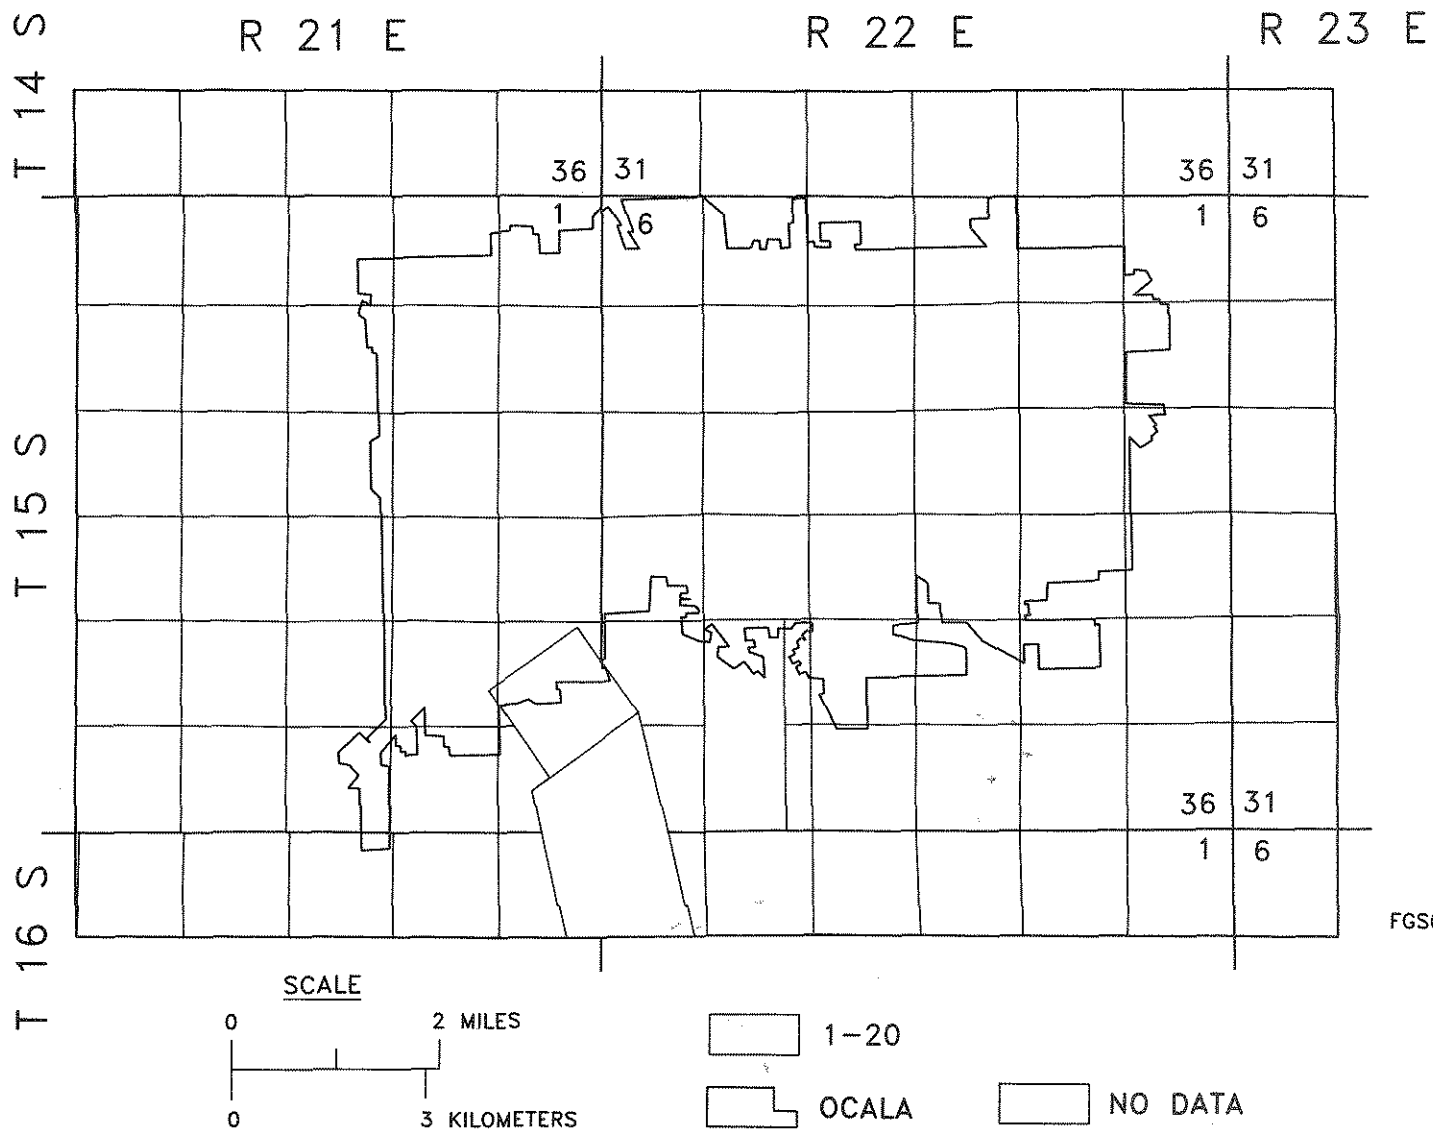 R 21 E
R 22 E
R 23 E
T 14 S
36 31
1 6
36 31
1 6
T 15 S
36 31
1 6
T 16 S
SCALE
0 2 MILES
0 3 KILOMETERS
1-20
OCALA
NO DATA